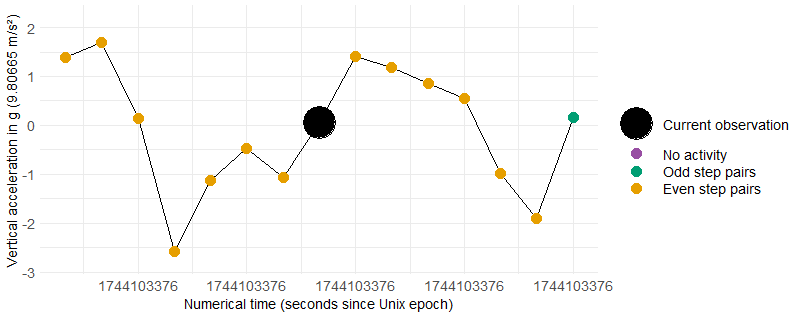 Vertical acceleration in g (9.80665 m/s²)
2
1
0
-1
-2
-3
1744103376 1744103376 1744103376 1744103376 1744103376
Numerical time (seconds since Unix epoch)
Current observation
No activity
Odd step pairs
Even step pairs